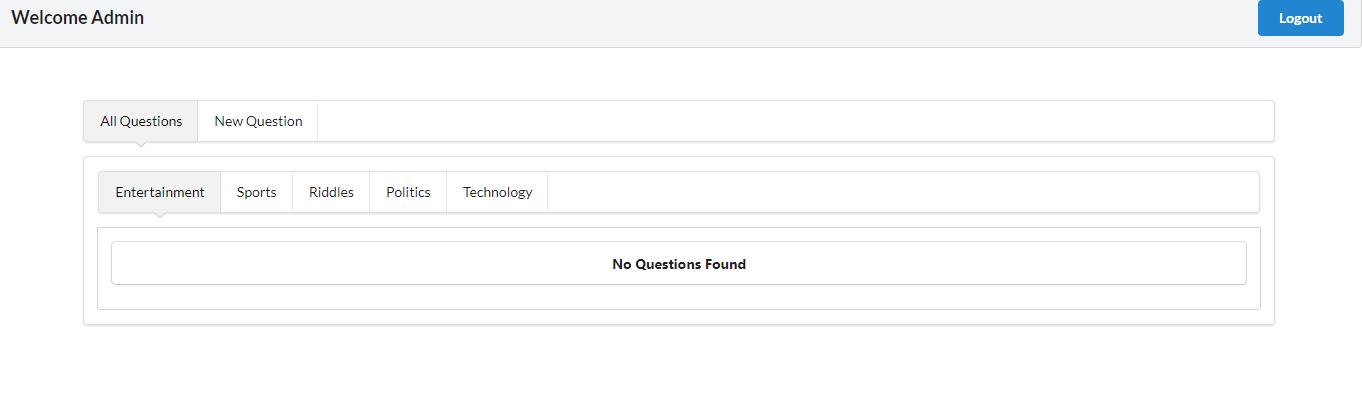 Welcome Admin Logout
All Questions New Question
Entertainment Sports Riddles Politics Technology
No Questions Found